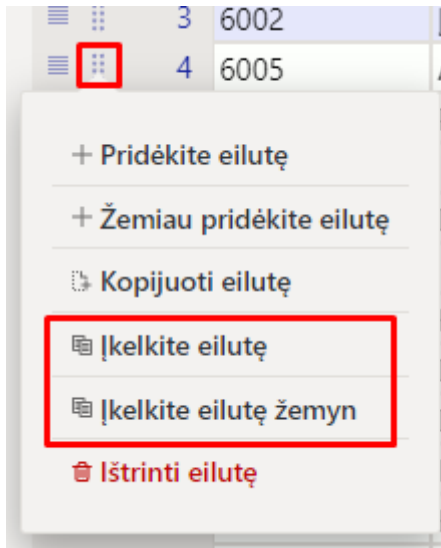 3 6002
4 6005
Pridėkite eilutę
Žemiau pridėkite eilutę
Kopijuoti eilutę
Įkelkite eilutę
Įkelkite eilutę žemyn
Ištrinti eilutę